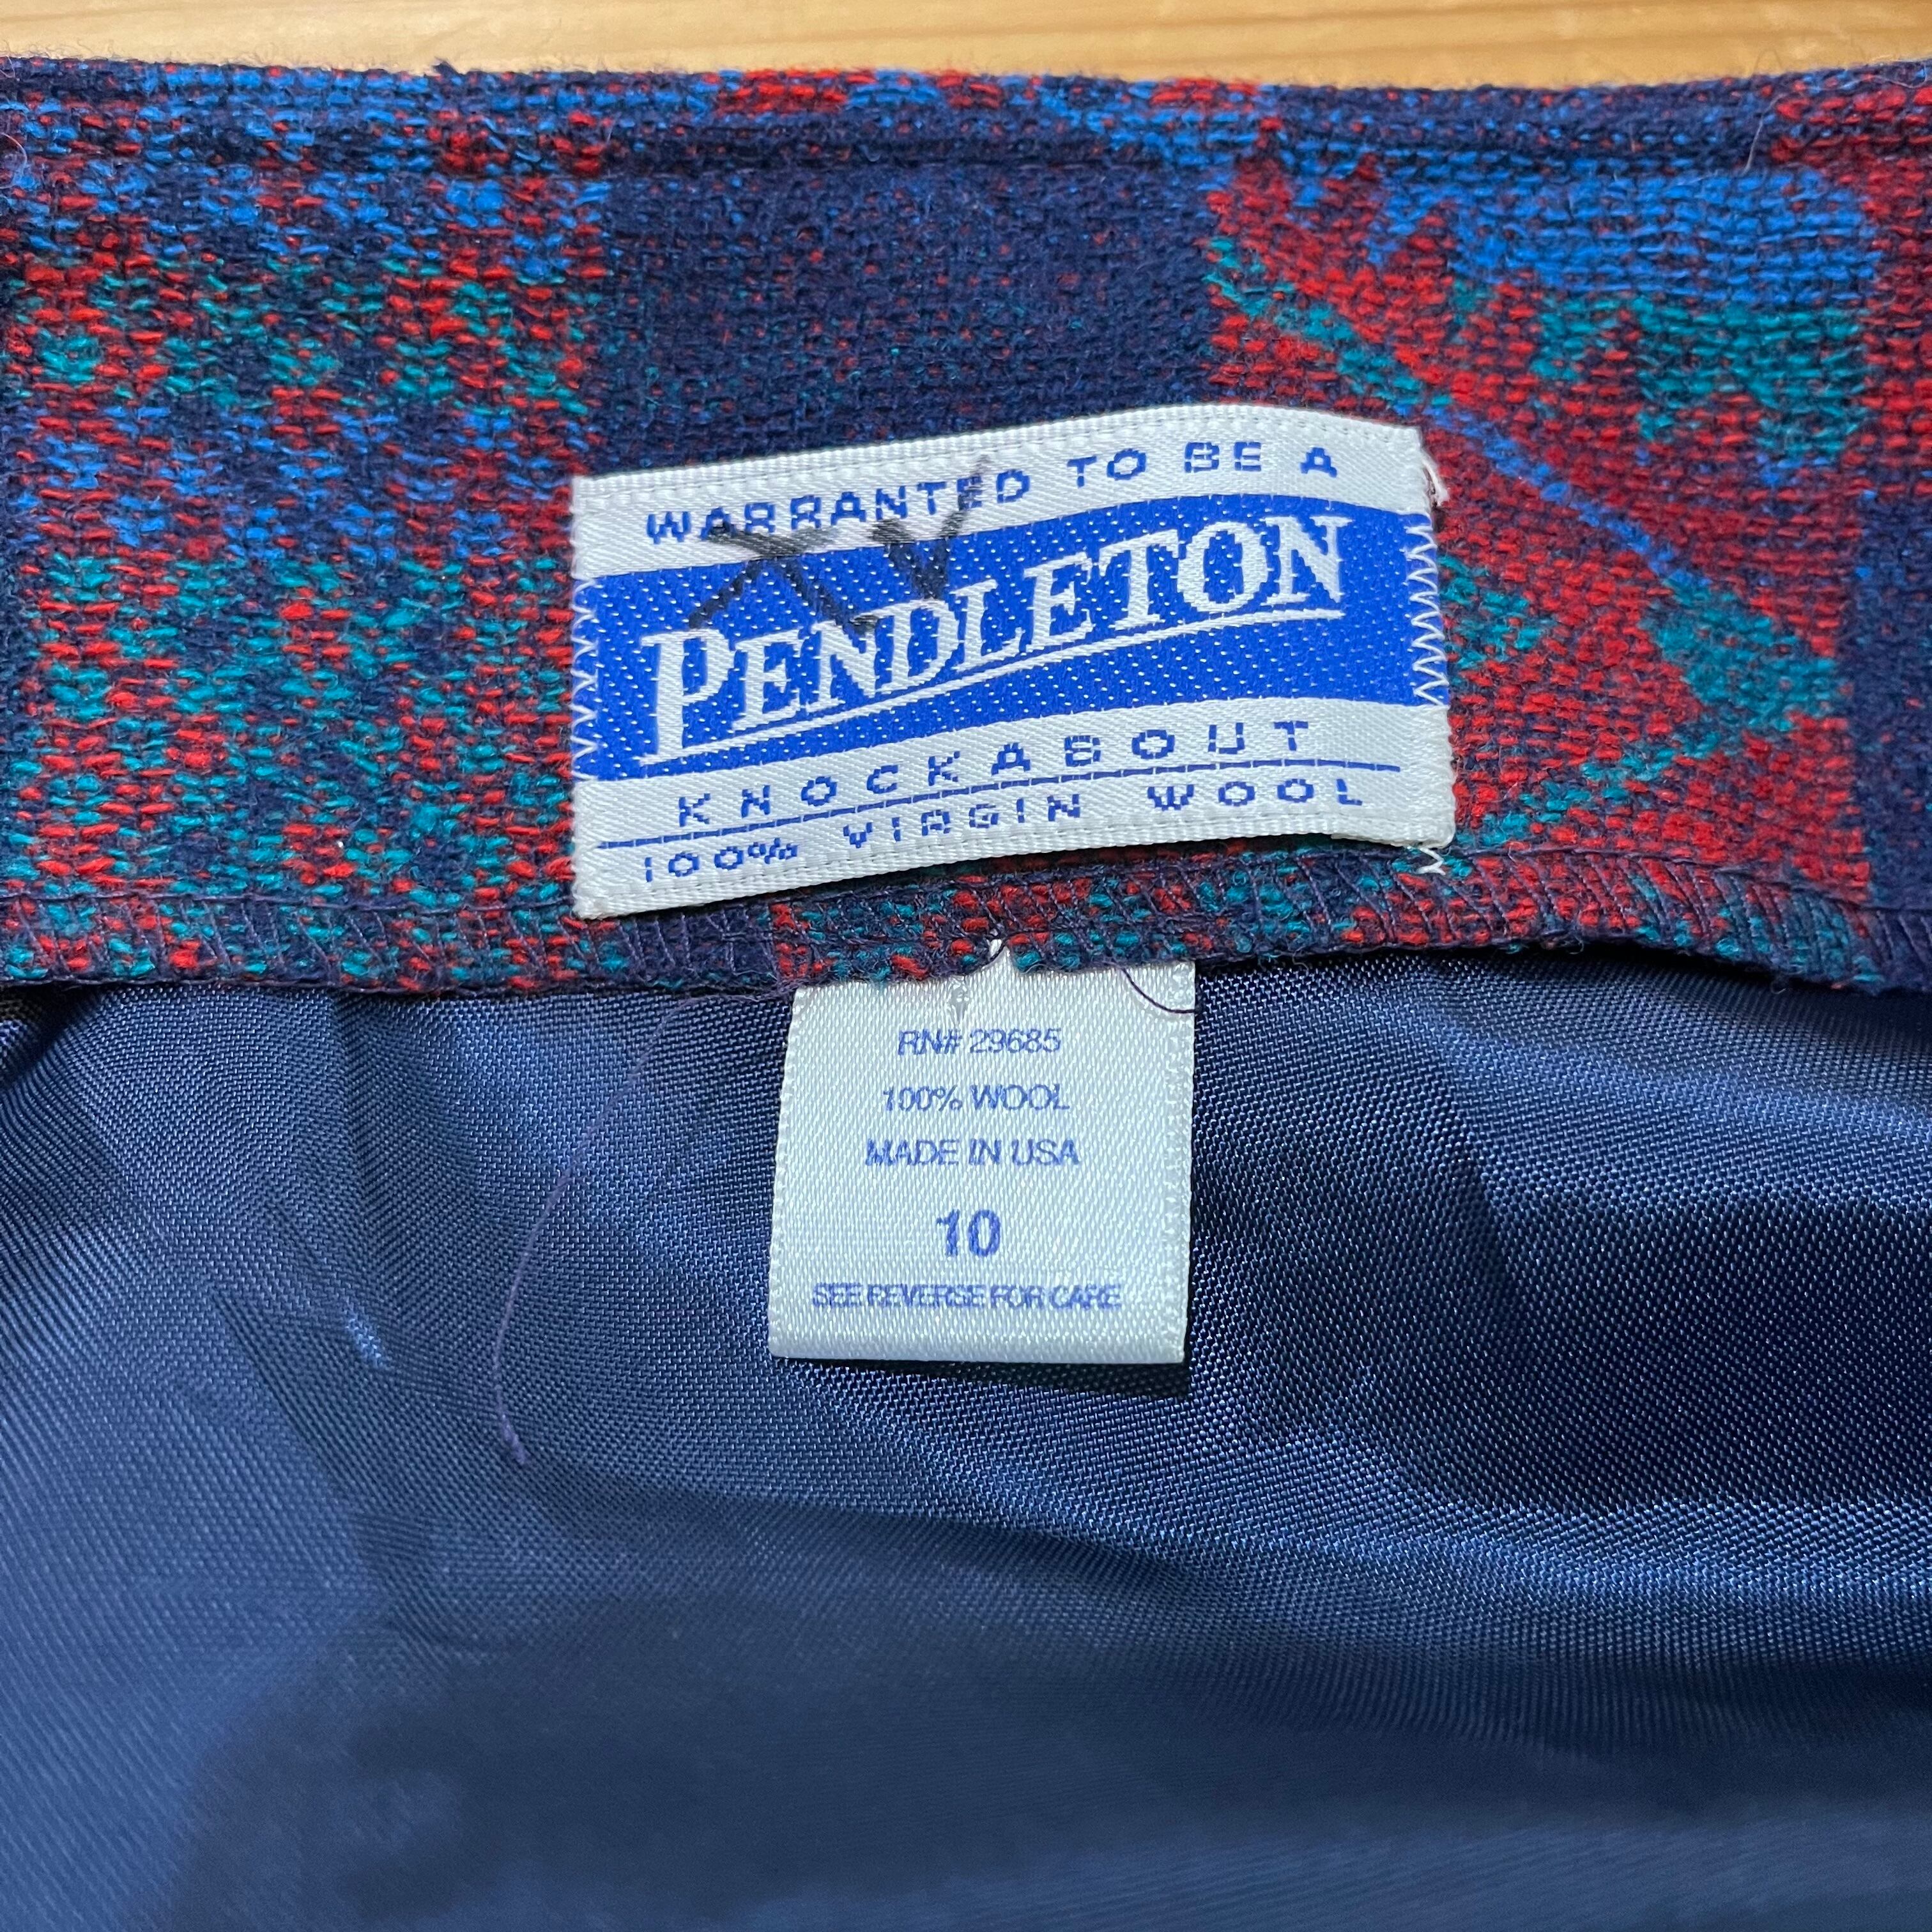 WARRANTED TO BE A
XV
PENDLETON
KNOCKABOUT
100% VIRGIN WOOL
RN# 29685
100% WOOL
MADE IN USA
10
SEE REVERSE FOR CARE